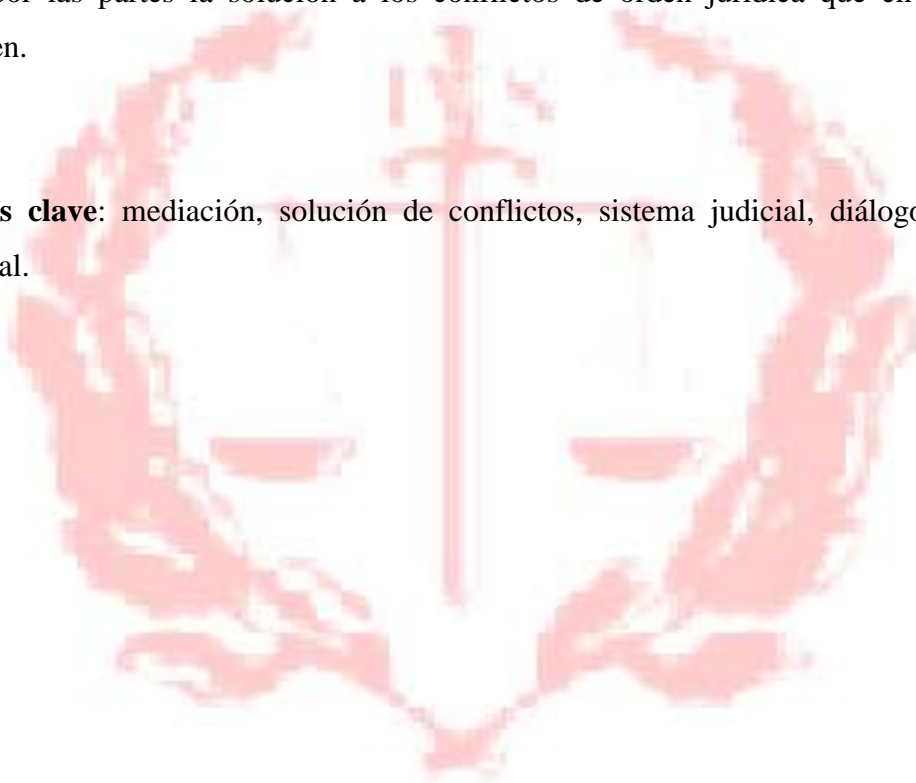 por las partes la solución a los conflictos de orden jurídica que en
en.
s clave: mediación, solución de conflictos, sistema judicial, diálogo
al.